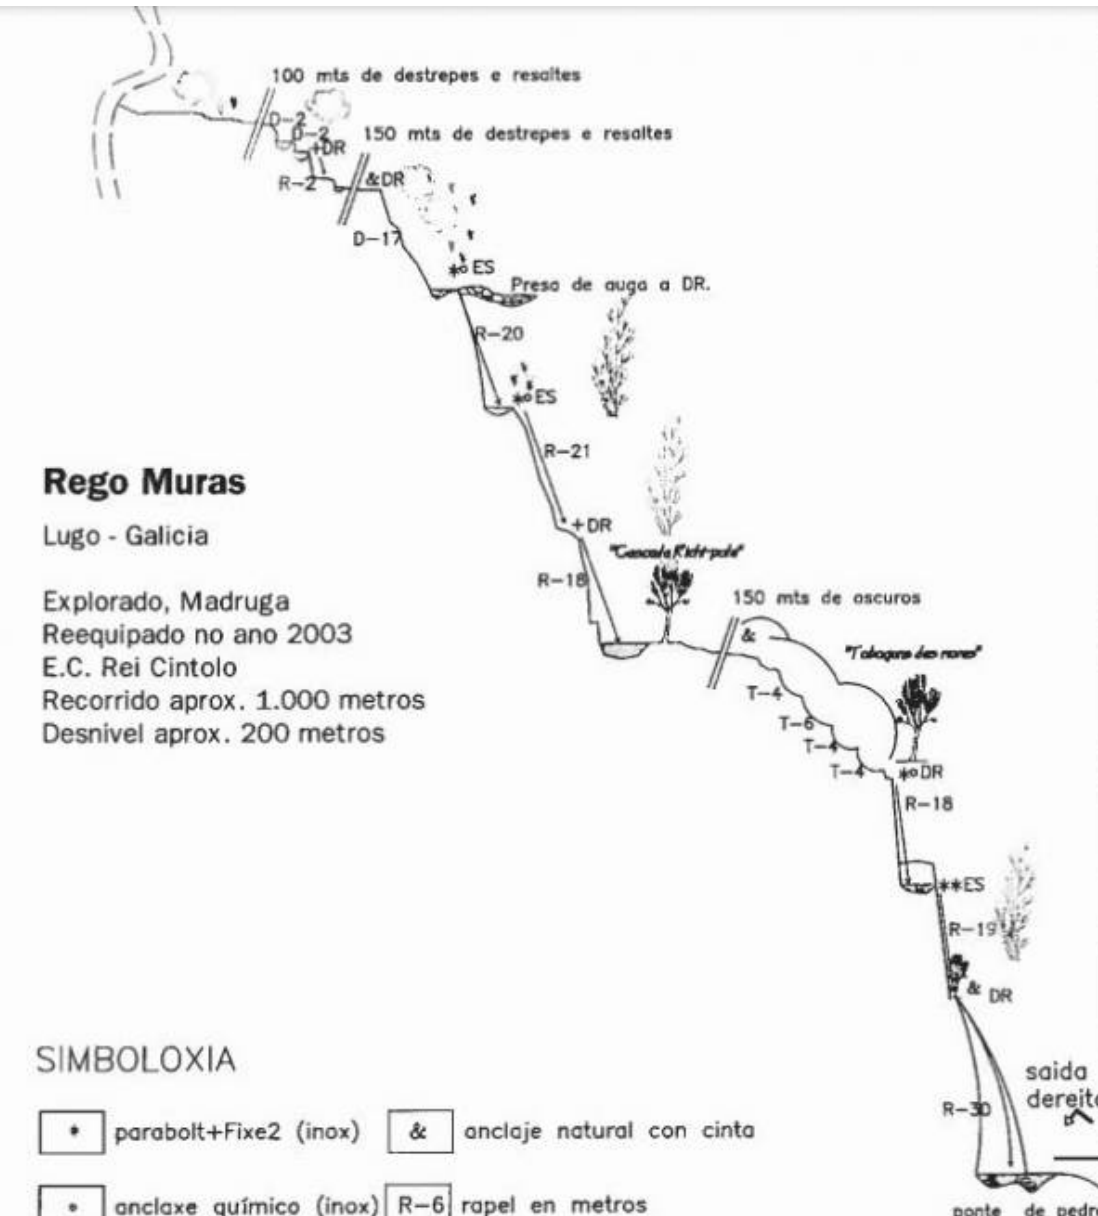 100 mts de destrepes e resaltes
D-2
D-2
+DR
150 mts de destrepes e resaltes
R-2
&DR
D-17
*°ES
Presa de auga a DR.
R-20
*°ES
R-21
+DR
Rego Muras
Lugo - Galicia
R-18
150 mts de oscuros
Explorado, Madruga
Reequipado no ano 2003
E.C. Rei Cintolo
Recorrido aprox. 1.000 metros
Desnivel aprox. 200 metros
&
T-4
T-6
T-4
T-4
*°DR
R-18
**ES
R-19
& DR
SIMBOLOXIA
saida
dereita
R-30
* parabolt+Fixe2 (inox)
& anclaje natural con cinta
° anclaxe químico (inox)
R-6 rapel en metros
ponte de pedra